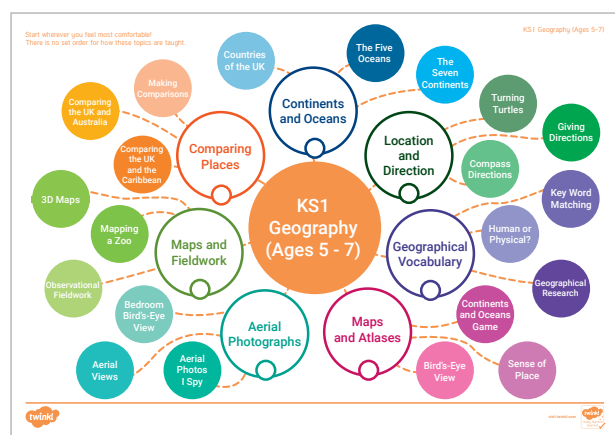 Start wherever you feel most comfortable!
There is no set order for how these topics are taught.
KS1 Geography (Ages 5-7)
Countries
of the UK
The Five
Oceans
The
Seven
Continents
Making
Comparisons
Comparing
the UK and
Australia
Comparing
the UK
and the
Caribbean
Continents
and Oceans
Turning
Turtles
Giving
Directions
Compass
Directions
Comparing
Places
Location
and
Direction
3D Maps
Mapping
a Zoo
Observational
Fieldwork
Maps and
Fieldwork
KS1
Geography
(Ages 5 - 7)
Geographical
Vocabulary
Key Word
Matching
Human or
Physical?
Geographical
Research
Bedroom
Bird's-Eye
View
Aerial
Views
Aerial
Photos
I Spy
Aerial
Photographs
Maps
and Atlases
Continents
and Oceans
Game
Bird's-Eye
View
Sense of
Place
twinkl
twinkl